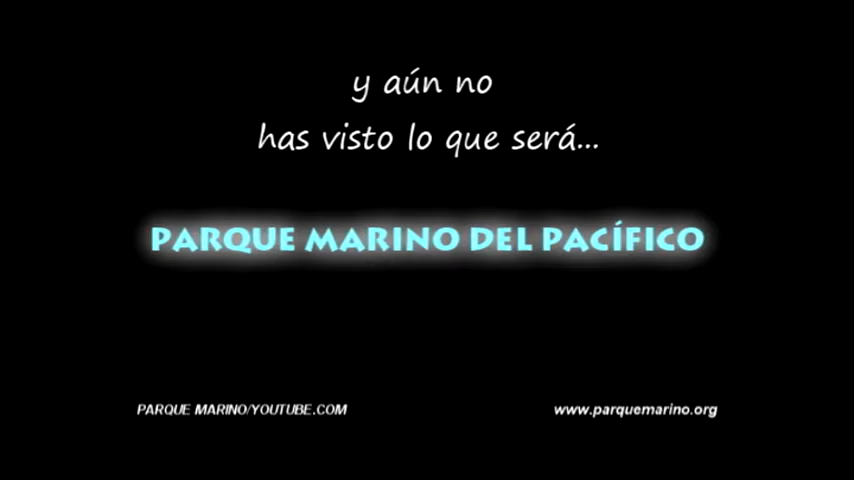 y aún no
has visto lo que será...
PARQUE MARINO DEL PACÍFICO
PARQUE MARINO/YOUTUBE.COM
www.parquemarino.org